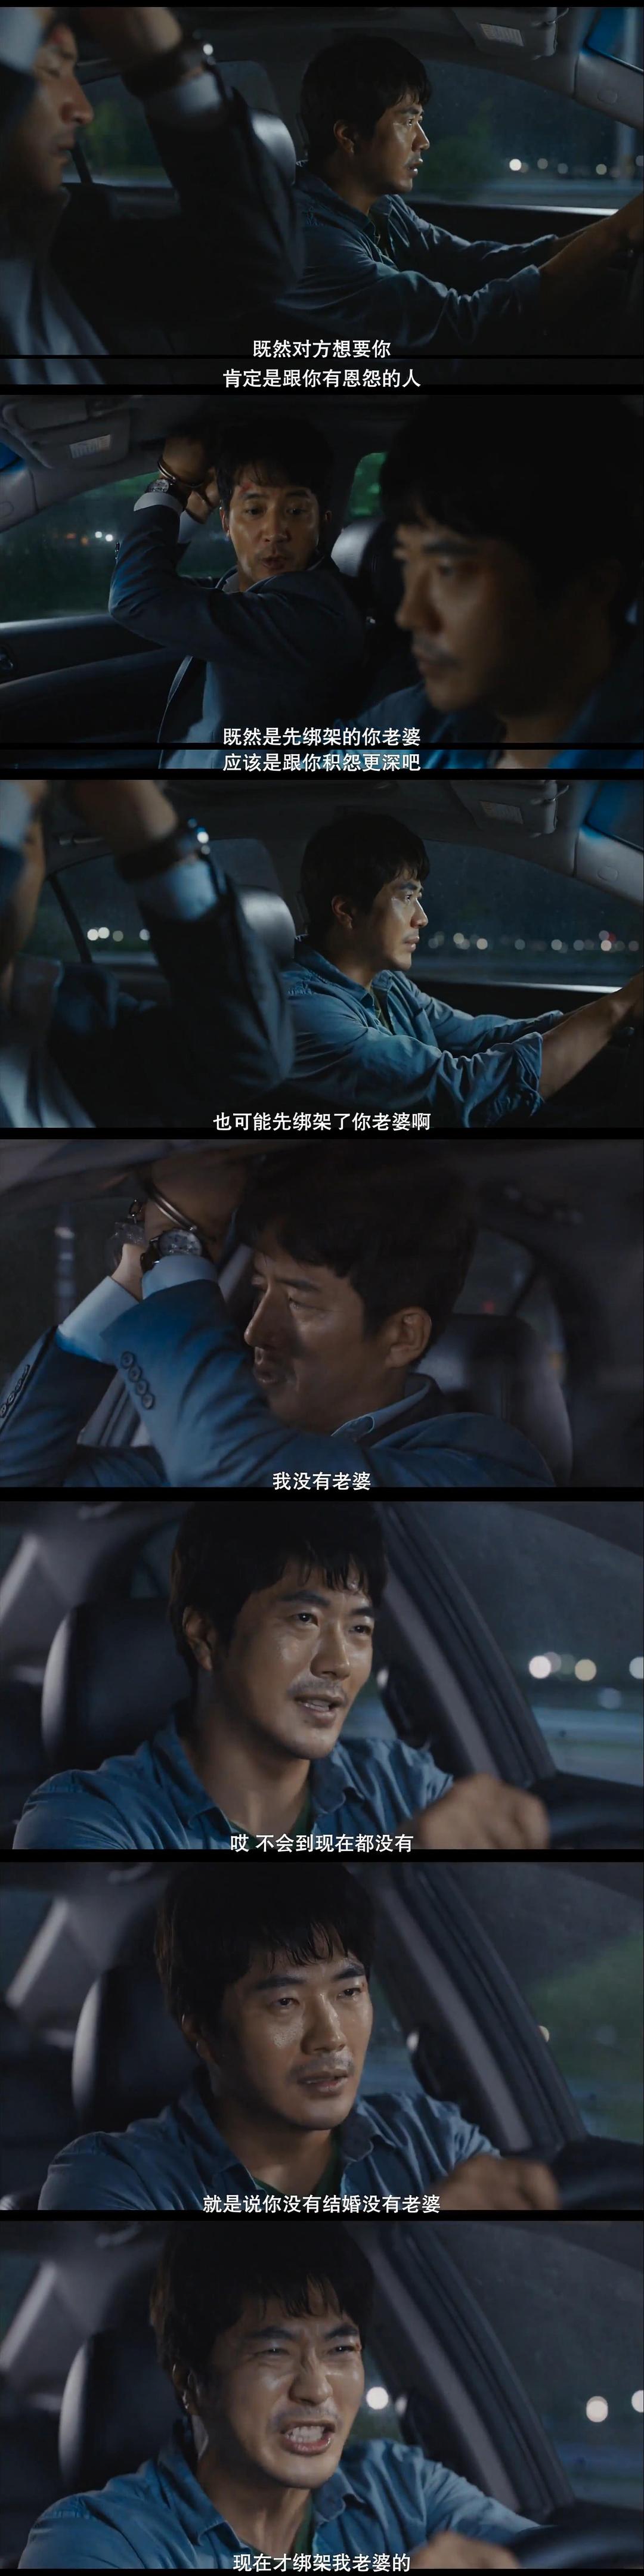 既然对方想要你
肯定是跟你有恩怨的人
既然是先绑架的你老婆
应该是跟你积怨更深吧
也可能先绑架了你老婆啊
我没有老婆
哎 不会到现在都没有
就是说你没有结婚没有老婆
现在才绑架我老婆的